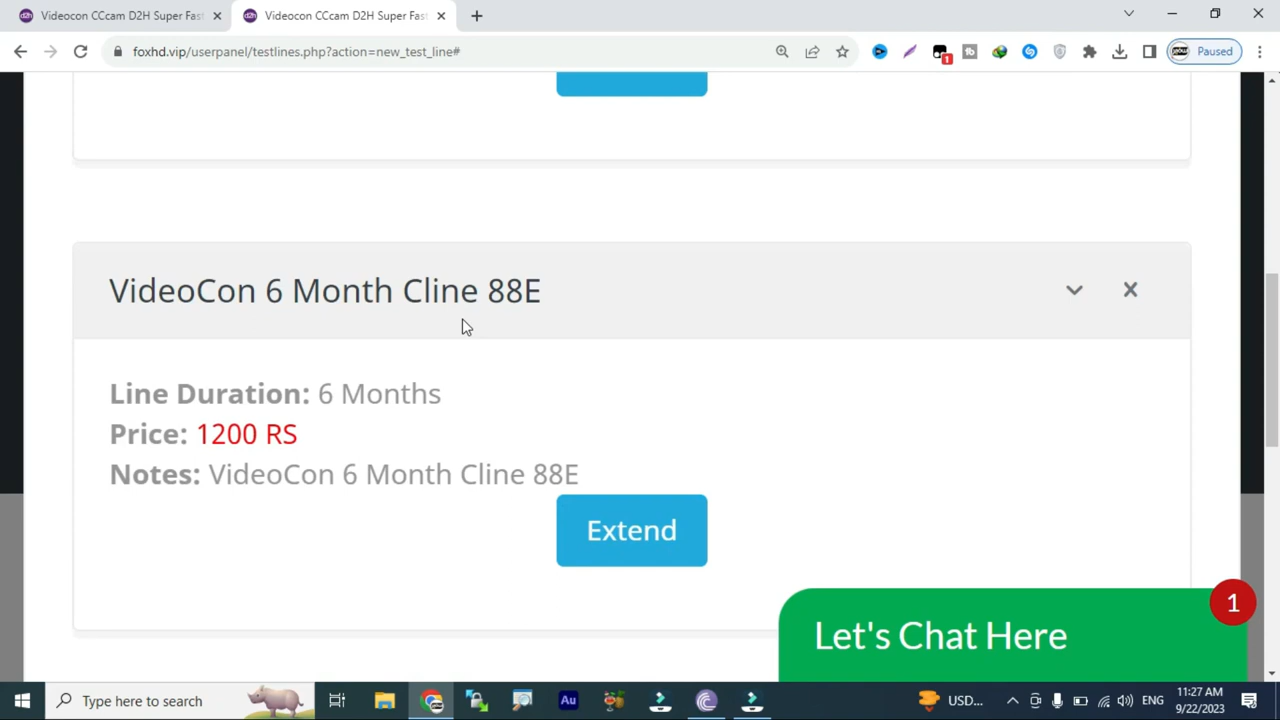 Videocon CCcam D2H Super Fast
Videocon CCcam D2H Super Fast
foxhd.vip/userpanel/testlines.php?action=new_test_line#
1
Paused
VideoCon 6 Month Cline 88E
Line Duration: 6 Months
Price: 1200 RS
Notes: VideoCon 6 Month Cline 88E
Extend
1
Let's Chat Here
Type here to search
Au
USD...
ENG
11:27 AM
9/22/2023